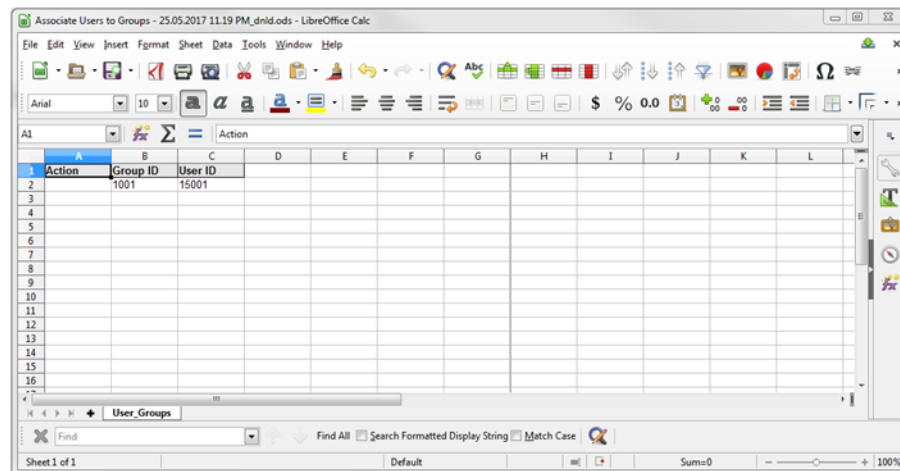 Associate Users to Groups - 25.05.2017 11.19 PM_dnld.ods - LibreOffice Calc
File Edit View Insert Format Sheet Data Tools Window Help
Abc
Arial 10 a a a $ % 0.0
A1 Action
A B C D E F G H I J K L
1 Action Group ID User ID
2 1001 15001
3
4
5
6
7
8
9
10
11
12
13
14
15
16
User_Groups
Find Find All Search Formatted Display String Match Case
Sheet 1 of 1 Default Sum=0 100%